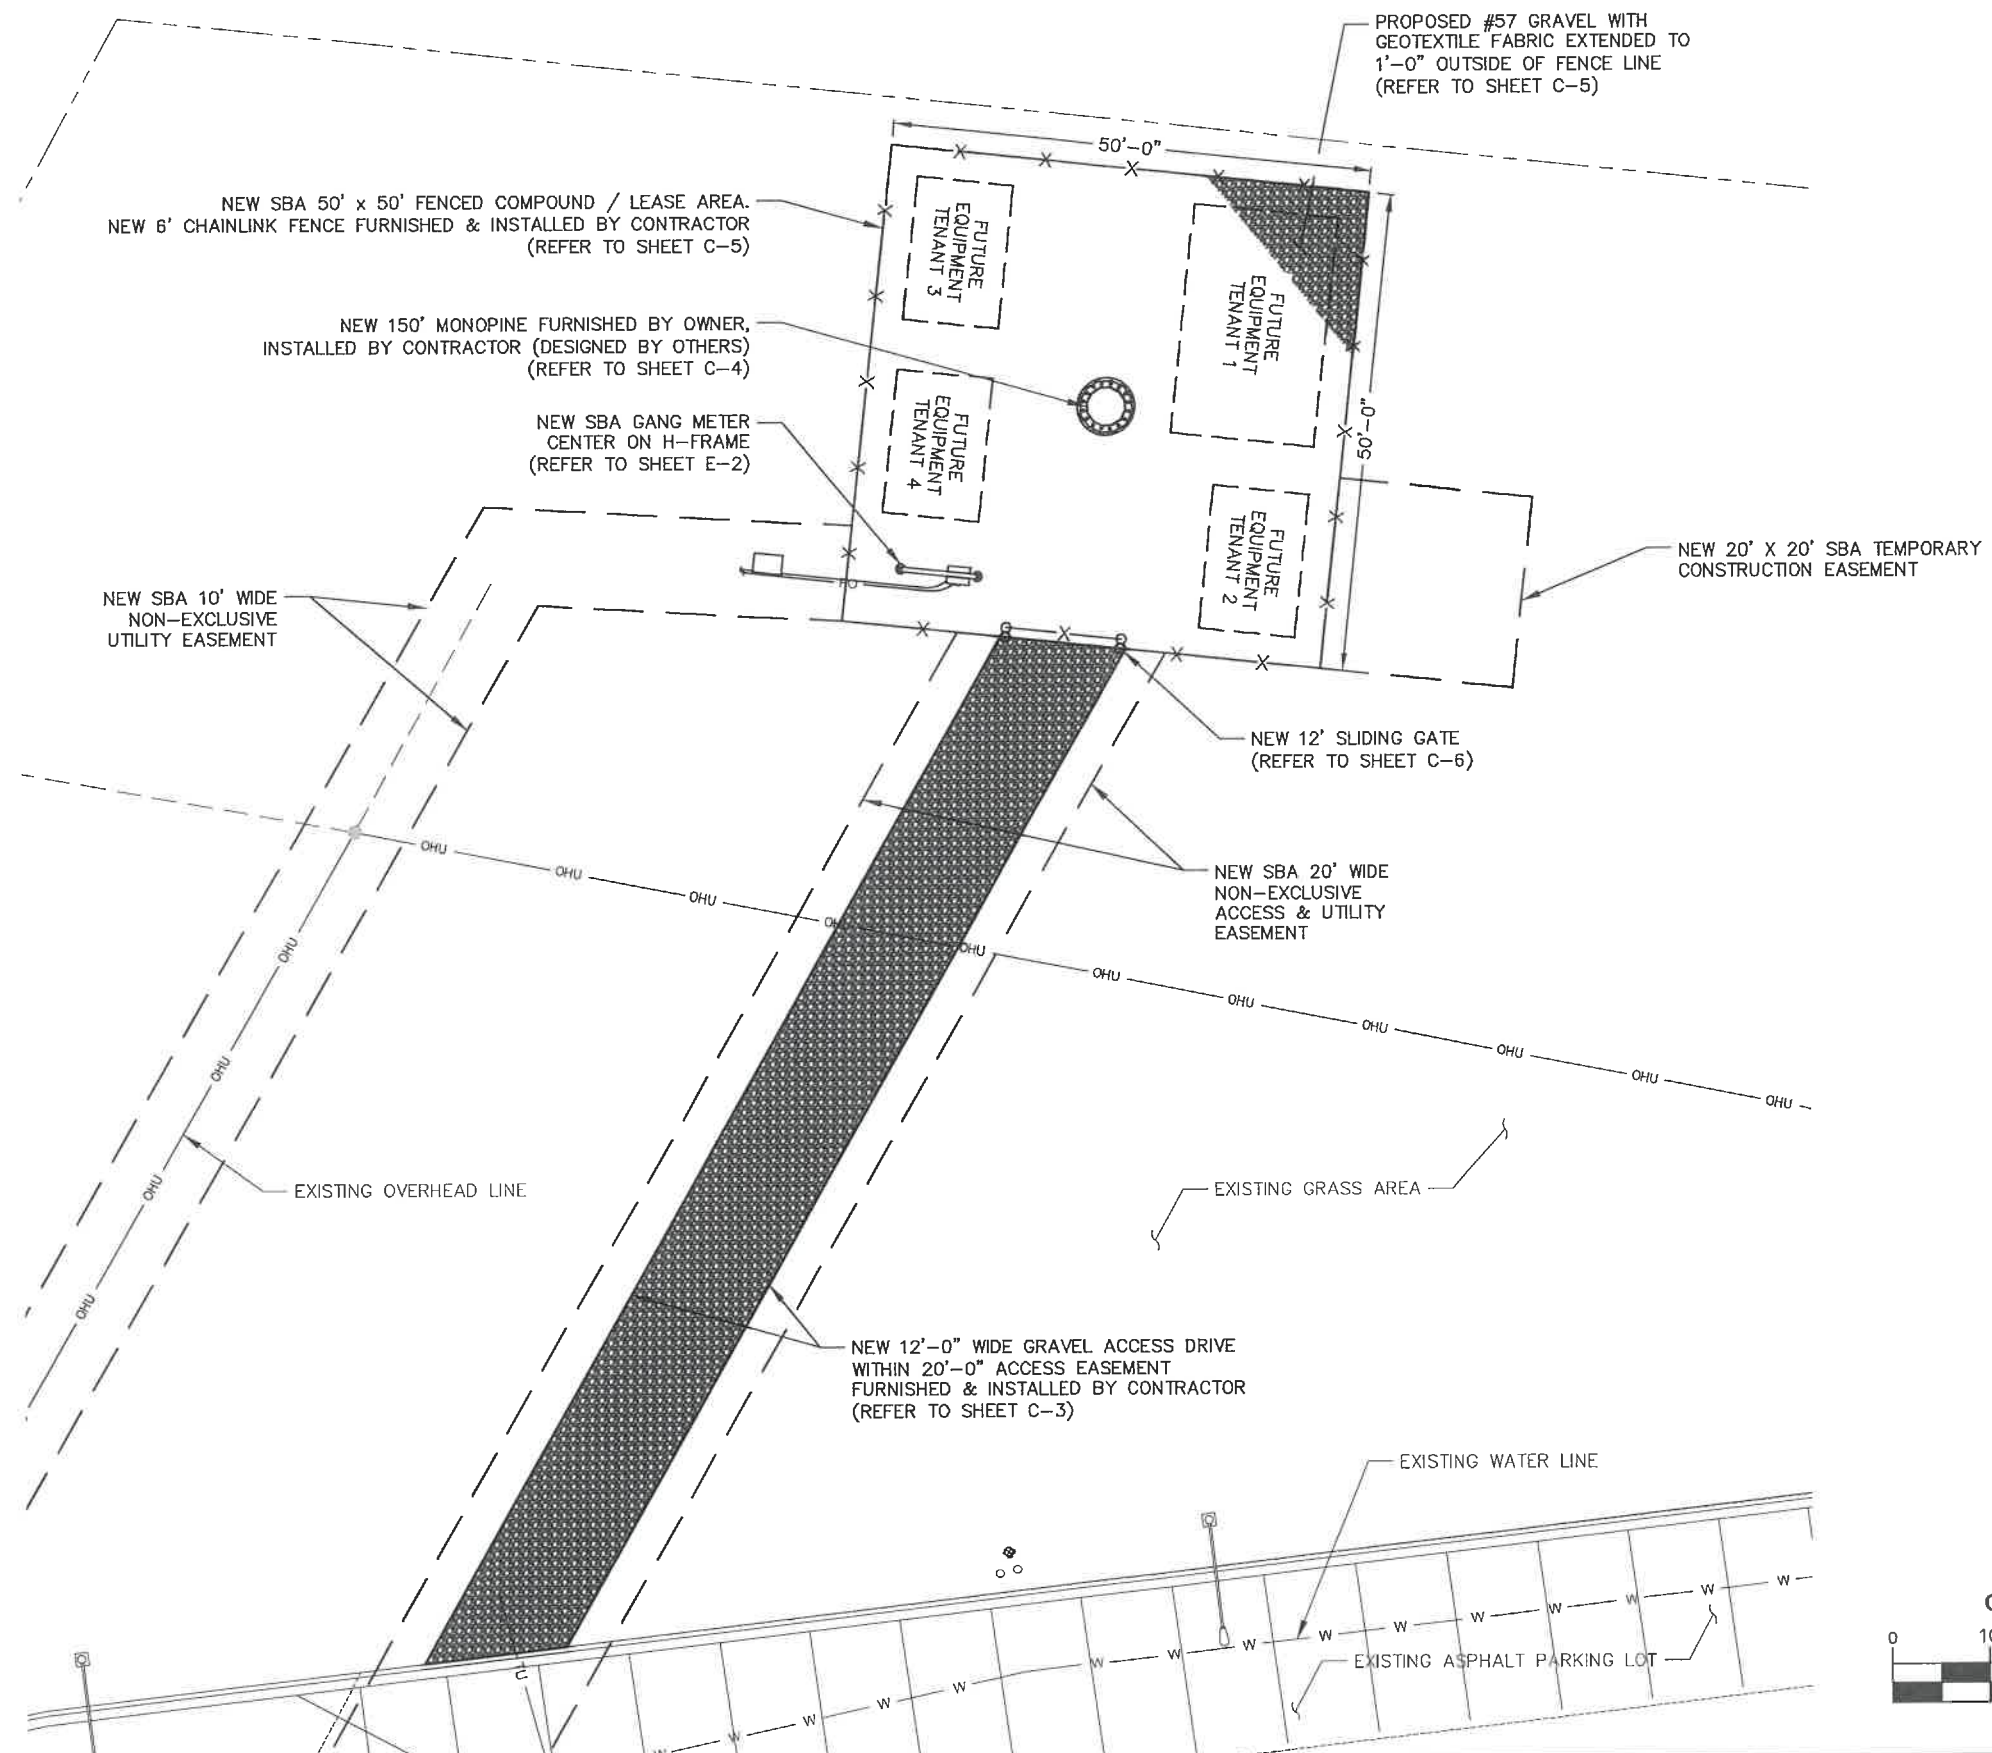 PROPOSED #57 GRAVEL WITH
GEOTEXTILE FABRIC EXTENDED TO
1'-0" OUTSIDE OF FENCE LINE
(REFER TO SHEET C-5)
50'-0"
NEW SBA 50' x 50' FENCED COMPOUND / LEASE AREA.
NEW 6' CHAINLINK FENCE FURNISHED & INSTALLED BY CONTRACTOR
(REFER TO SHEET C-5)
FUTURE
EQUIPMENT
TENANT 3
FUTURE
EQUIPMENT
TENANT 1
NEW 150' MONOPINE FURNISHED BY OWNER,
INSTALLED BY CONTRACTOR (DESIGNED BY OTHERS)
(REFER TO SHEET C-4)
50'-0"
NEW SBA GANG METER
CENTER ON H-FRAME
(REFER TO SHEET E-2)
FUTURE
EQUIPMENT
TENANT 4
FUTURE
EQUIPMENT
TENANT 2
NEW 20' X 20' SBA TEMPORARY
CONSTRUCTION EASEMENT
NEW SBA 10' WIDE
NON-EXCLUSIVE
UTILITY EASEMENT
X X X X X X X X X X X X X X X X X X X X X
NEW 12' SLIDING GATE
(REFER TO SHEET C-6)
NEW SBA 20' WIDE
NON-EXCLUSIVE
ACCESS & UTILITY
EASEMENT
OHU OHU OHU OHU OHU OHU OHU OHU OHU OHU
OHU
OHU
OHU
OHU
EXISTING OVERHEAD LINE
EXISTING GRASS AREA
NEW 12'-0" WIDE GRAVEL ACCESS DRIVE
WITHIN 20'-0" ACCESS EASEMENT
FURNISHED & INSTALLED BY CONTRACTOR
(REFER TO SHEET C-3)
EXISTING WATER LINE
W W W W W W W W W W W W W W W
EXISTING ASPHALT PARKING LOT
0